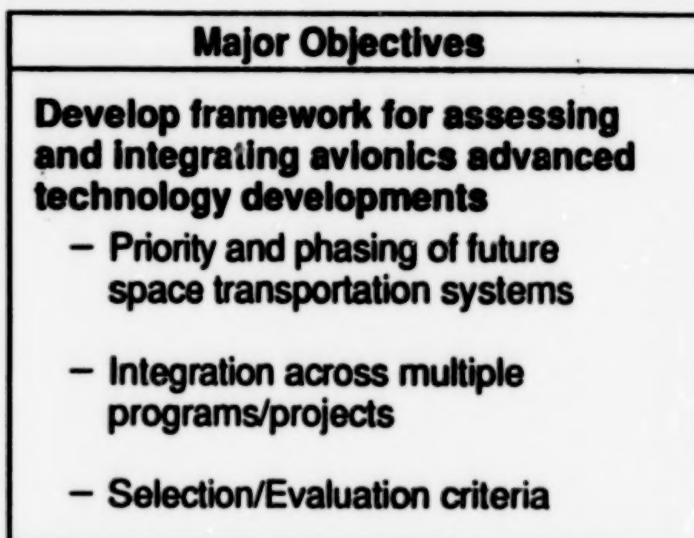 Major Objectives
Develop framework for assessing
and integrating avionics advanced
technology developments
– Priority and phasing of future
space transportation systems
– Integration across multiple
programs/projects
– Selection/Evaluation criteria